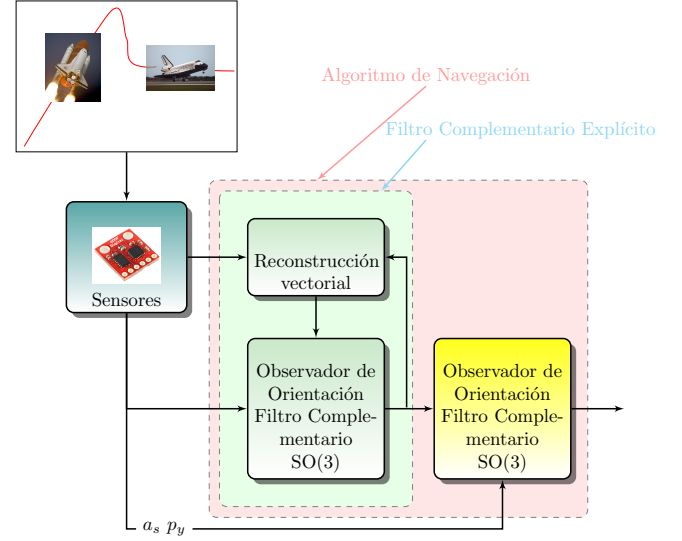 Algoritmo de Navegación
Filtro Complementario Explícito
Reconstrucción
vectorial
Sensores
Observador de
Orientación
Filtro Comple-
mentario
SO(3)
Observador de
Orientación
Filtro Comple-
mentario
SO(3)
a_s p_y